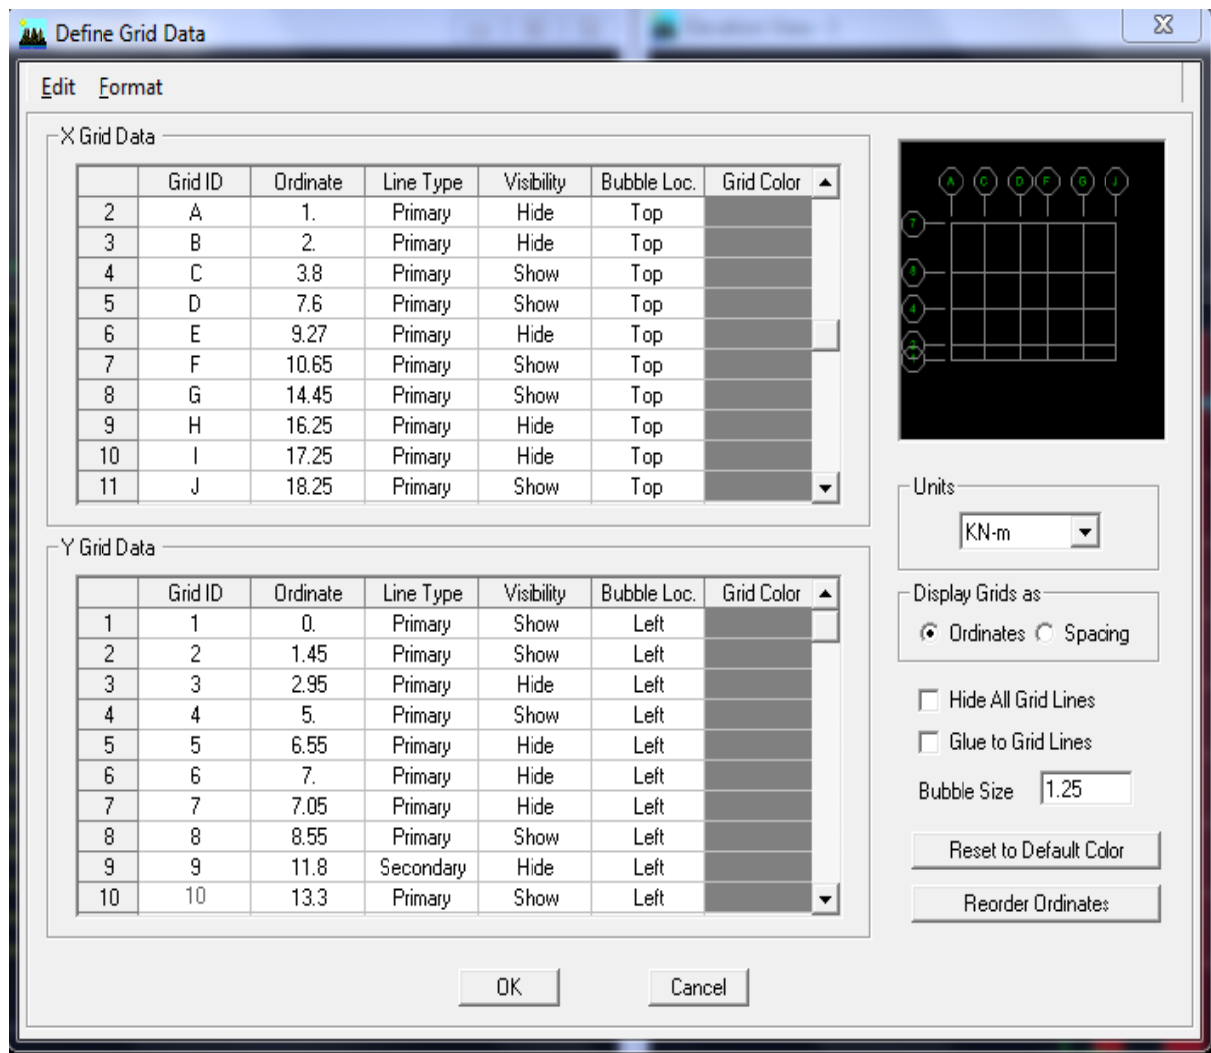 Define Grid Data
Edit Format
X Grid Data
Grid ID Ordinate Line Type Visibility Bubble Loc. Grid Color
2 A 1. Primary Hide Top
3 B 2. Primary Hide Top
4 C 3.8 Primary Show Top
5 D 7.6 Primary Show Top
6 E 9.27 Primary Hide Top
7 F 10.65 Primary Show Top
8 G 14.45 Primary Show Top
9 H 16.25 Primary Hide Top
10 I 17.25 Primary Hide Top
11 J 18.25 Primary Show Top
Y Grid Data
Grid ID Ordinate Line Type Visibility Bubble Loc. Grid Color
1 1 0. Primary Show Left
2 2 1.45 Primary Show Left
3 3 2.95 Primary Hide Left
4 4 5. Primary Show Left
5 5 6.55 Primary Hide Left
6 6 7. Primary Hide Left
7 7 7.05 Primary Hide Left
8 8 8.55 Primary Show Left
9 9 11.8 Secondary Hide Left
10 10 13.3 Primary Show Left
A C D F G J
7
4
Units
KN-m
Display Grids as
Ordinates Spacing
Hide All Grid Lines
Glue to Grid Lines
Bubble Size 1.25
Reset to Default Color
Reorder Ordinates
OK Cancel